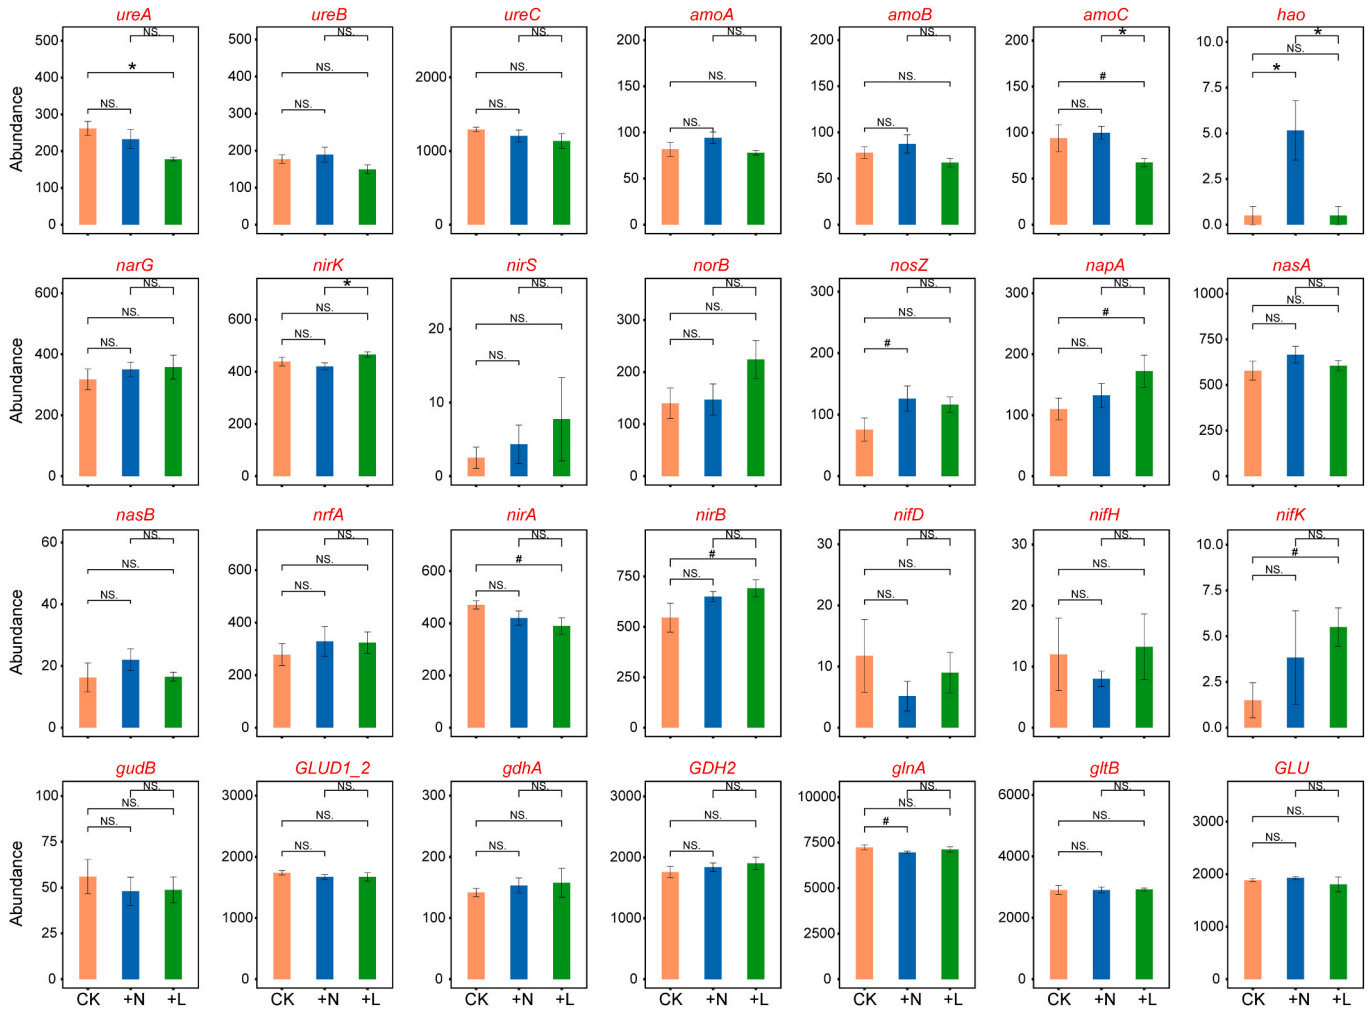 ureA ureB ureC amoA amoB amoC hao
NS. NS. NS. NS. NS. * *
* NS. NS. NS. NS. # NS.
NS. NS. NS. NS. NS. NS. *
500 500 2000 200 200 200 10.0
400 400 1000 150 150 150 7.5
300 300 0 100 100 100 5.0
200 200 50 50 50 2.5
100 100 0 0 0 0.0
0 0
Abundance
narG nirK nirS norB nosZ napA nasA
NS. * NS. NS. NS. NS. NS.
NS. NS. NS. NS. NS. # NS.
NS. NS. NS. NS. # NS. NS.
600 600 20 300 300 300 1000
400 400 10 200 200 200 750
200 200 0 100 100 100 500
0 0 0 0 0 250
0
Abundance
nasB nrfA nirA nirB nifD nifH nifK
NS. NS. NS. NS. NS. NS. NS.
NS. NS. # # NS. NS. #
NS. NS. NS. NS. NS. NS. NS.
60 600 600 750 30 30 10.0
40 400 400 500 20 20 7.5
20 200 200 250 10 10 5.0
0 0 0 0 0 0 2.5
0.0
Abundance
gudB GLUD1_2 gdhA GDH2 glnA gltB GLU
NS. NS. NS. NS. NS. NS. NS.
NS. NS. NS. NS. NS. NS. NS.
NS. NS. NS. NS. # NS. NS.
100 3000 300 3000 10000 6000 3000
75 2000 200 2000 7500 4000 2000
50 1000 100 1000 5000 2000 1000
25 0 0 0 2500 0 0
0 0
Abundance
CK +N +L CK +N +L CK +N +L CK +N +L CK +N +L CK +N +L CK +N +L